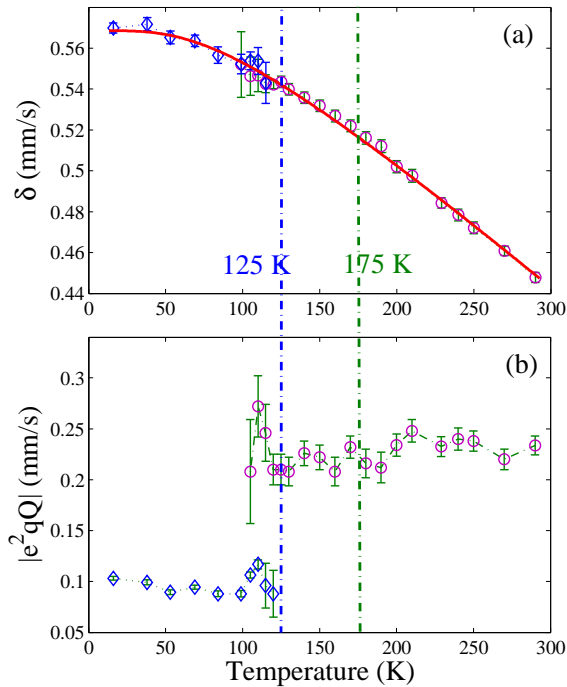 (a)
0.56
0.54
0.52
0.5
0.48
0.46
0.44
δ (mm/s)
125 K
175 K
0 50 100 150 200 250 300
(b)
0.3
0.25
0.2
0.15
0.1
0.05
|e²qQ| (mm/s)
0 50 100 150 200 250 300
Temperature (K)